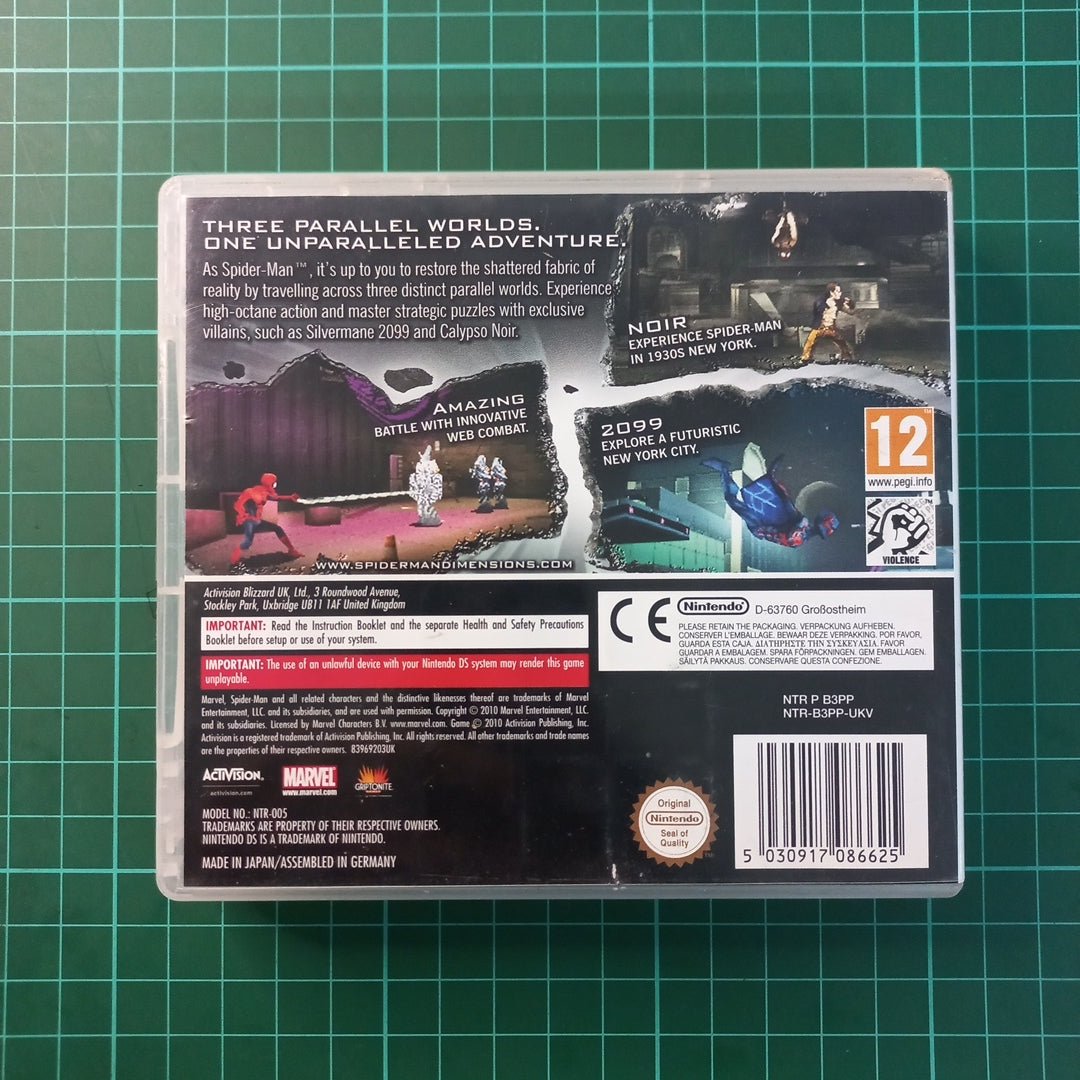 THREE PARALLEL WORLDS.
ONE UNPARALLELED ADVENTURE.
As Spider-Man™, it's up to you to restore the shattered fabric of
reality by travelling across three distinct parallel worlds. Experience
high-octane action and master strategic puzzles with exclusive
villains, such as Silvermane 2099 and Calypso Noir.
NOIR
EXPERIENCE SPIDER-MAN
IN 1930S NEW YORK.
AMAZING
BATTLE WITH INNOVATIVE
WEB COMBAT.
2099
EXPLORE A FUTURISTIC
NEW YORK CITY.
12
www.pegi.info
VIOLENCE
WWW.SPIDERMANDIMENSIONS.COM
Activision Blizzard UK, Ltd., 3 Roundwood Avenue,
Stockley Park, Uxbridge UB11 1AF United Kingdom
IMPORTANT: Read the Instruction Booklet and the separate Health and Safety Precautions
Booklet before setup or use of your system.
IMPORTANT: The use of an unlawful device with your Nintendo DS system may render this game
unplayable.
Marvel, Spider-Man and all related characters and the distinctive likenesses thereof are trademarks of Marvel
Entertainment, LLC. and its subsidiaries, and are used with permission. Copyright © 2010 Marvel Entertainment, LLC.
and its subsidiaries. Licensed by Marvel Characters B.V. www.marvel.com. Game © 2010 Activision Publishing, Inc.
Activision is a registered trademark of Activision Publishing, Inc. All rights reserved. All other trademarks and trade names
are the properties of their respective owners. 83969203UK
ACTIVISION.
activision.com
MARVEL
www.marvel.com
GRIPTONITE
MODEL NO.: NTR-005
TRADEMARKS ARE PROPERTY OF THEIR RESPECTIVE OWNERS.
NINTENDO DS IS A TRADEMARK OF NINTENDO.
MADE IN JAPAN/ASSEMBLED IN GERMANY
CE Nintendo D-63760 Großostheim
PLEASE RETAIN THE PACKAGING. VERPACKUNG AUFHEBEN.
CONSERVER L'EMBALLAGE. BEWAAR DEZE VERPAKKING. POR FAVOR,
GUARDA ESTA CAJA. ΔΙΑΤΗΡΗΣΤΕ ΤΗΝ ΣΥΣΚΕΥΑΣΙΑ. FAVOR
GUARDAR A EMBALAGEM. SPARA FÖRPACKNINGEN. GEM EMBALLAGEN.
SÄILYTÄ PAKKAUS. CONSERVARE QUESTA CONFEZIONE.
NTR P B3PP
NTR-B3PP-UKV
Original
Nintendo
Seal of
Quality
5 030917 086625